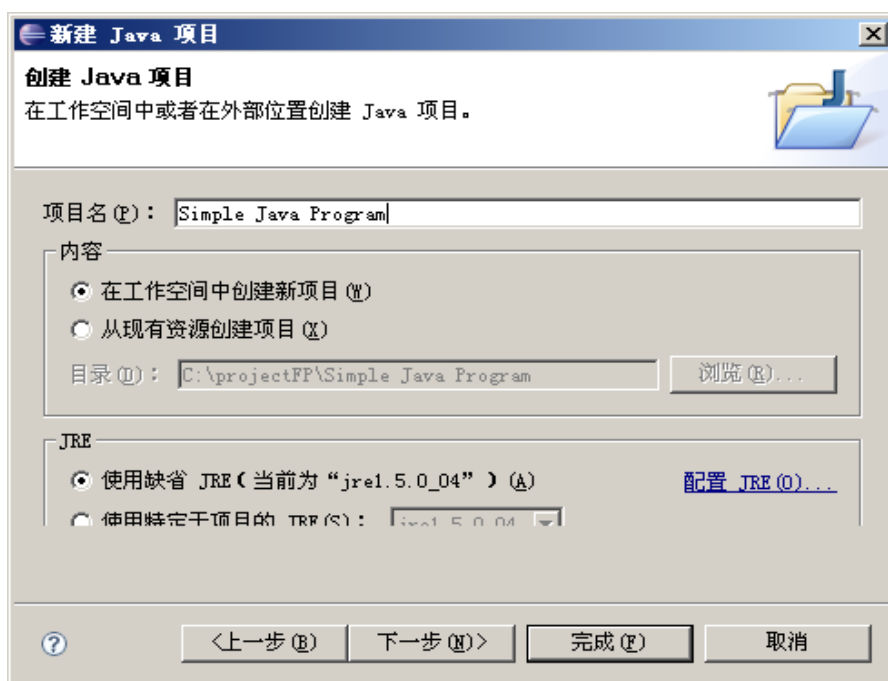 新建 Java 项目
创建 Java 项目
在工作空间中或者在外部位置创建 Java 项目。
项目名(P): Simple Java Program
内容
在工作空间中创建新项目(W)
从现有资源创建项目(X)
目录(D): C:\projectFP\Simple Java Program 浏览(R)...
JRE
使用缺省 JRE(当前为“jre1.5.0_04”)(A) 配置 JRE(O)...
使用特定于项目的 JRE(S): jre1.5.0_04
? <上一步(B) 下一步(N)> 完成(F) 取消